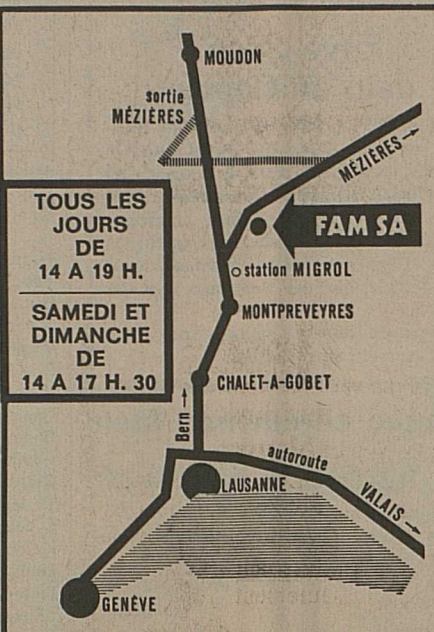 MOUDON
sortie
MÉZIÈRES
MÉZIÈRES →
FAM SA
station MIGROL
TOUS LES
JOURS
DE
14 A 19 H.
SAMEDI ET
DIMANCHE
DE
14 A 17 H. 30
MONTPREVEYRES
CHALET-A-GOBET
Bern →
autoroute
LAUSANNE
VALAIS →
GENÈVE